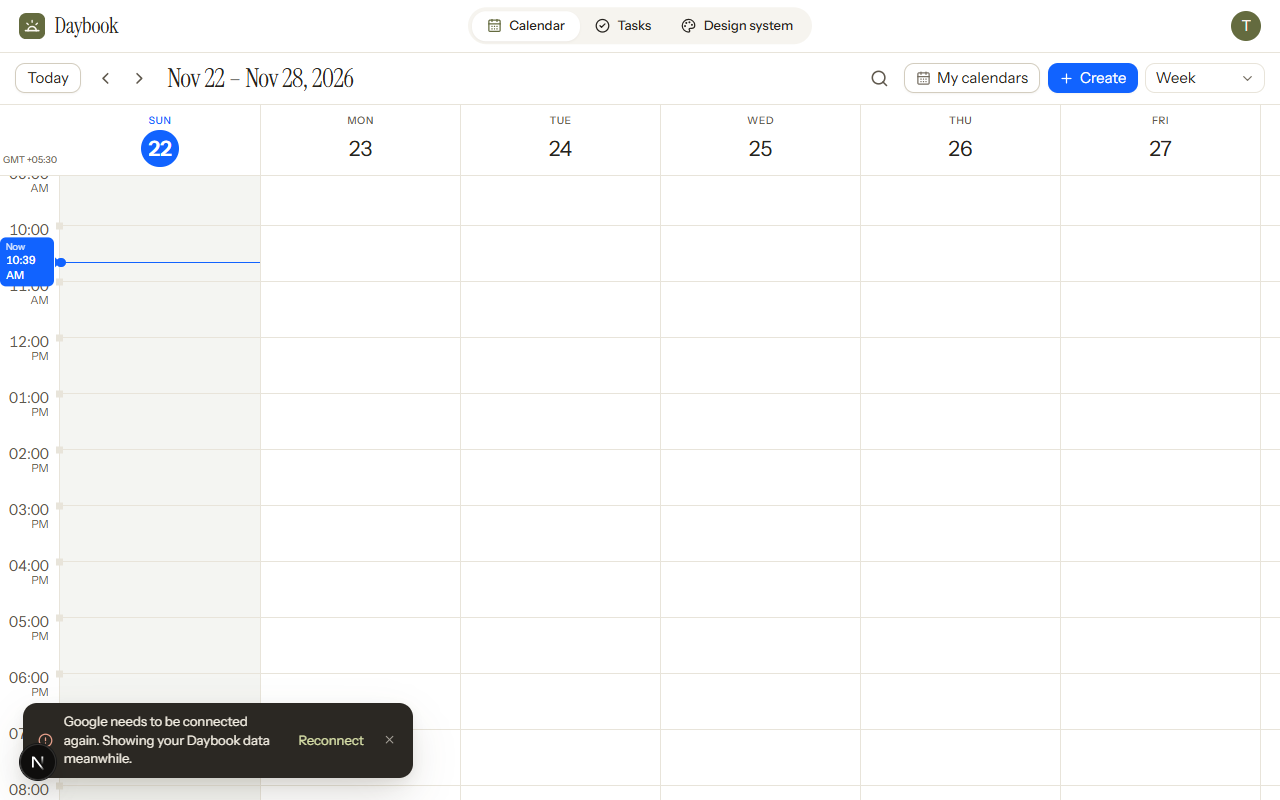 Daybook
Calendar
Tasks
Design system
T
Today
Nov 22 – Nov 28, 2026
My calendars
+ Create
Week
GMT +05:30
SUN
22
MON
23
TUE
24
WED
25
THU
26
FRI
27
AM
10:00
Now
10:39
AM
11:00
AM
12:00
PM
01:00
PM
02:00
PM
03:00
PM
04:00
PM
05:00
PM
06:00
PM
Google needs to be connected
again. Showing your Daybook data
meanwhile.
Reconnect
N
08:00